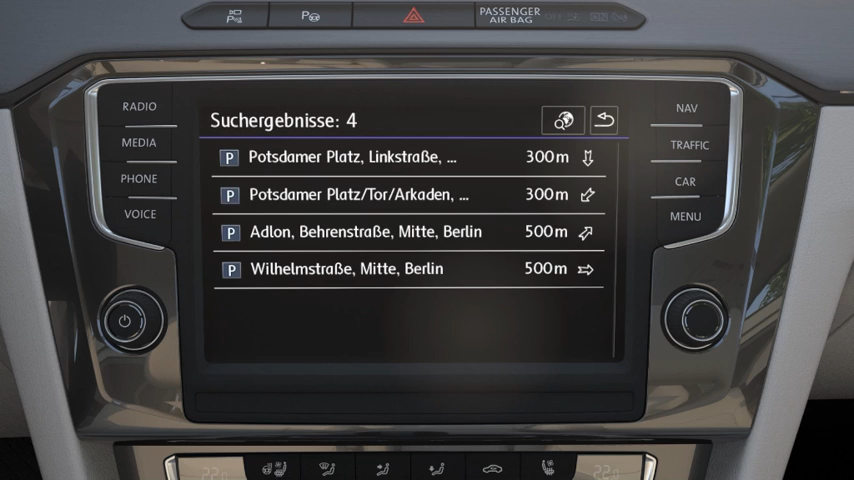 PASSENGER
AIR BAG
RADIO
MEDIA
PHONE
VOICE
Suchergebnisse: 4
P Potsdamer Platz, Linkstraße, ... 300m
P Potsdamer Platz/Tor/Arkaden, ... 300m
P Adlon, Behrenstraße, Mitte, Berlin 500m
P Wilhelmstraße, Mitte, Berlin 500m
NAV
TRAFFIC
CAR
MENU